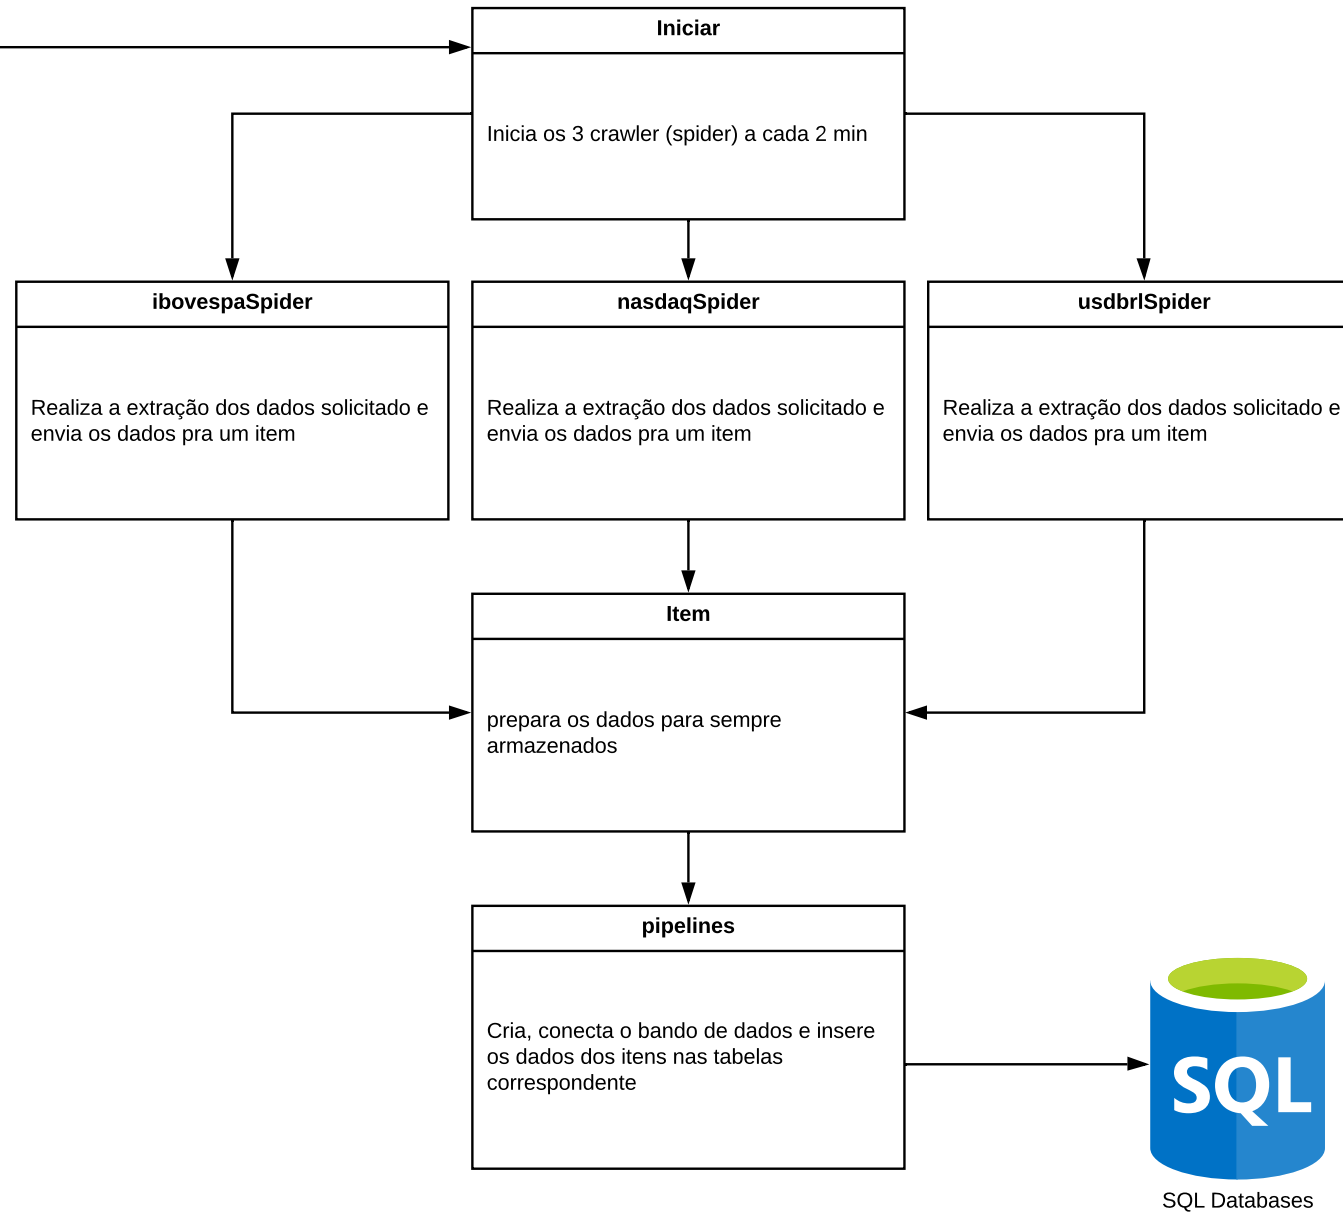 Iniciar
Inicia os 3 crawler (spider) a cada 2 min
ibovespaSpider
Realiza a extração dos dados solicitado e
envia os dados pra um item
nasdaqSpider
Realiza a extração dos dados solicitado e
envia os dados pra um item
usdbrlSpider
Realiza a extração dos dados solicitado e
envia os dados pra um item
Item
prepara os dados para sempre
armazenados
pipelines
Cria, conecta o bando de dados e insere
os dados dos itens nas tabelas
correspondente
SQL
SQL Databases